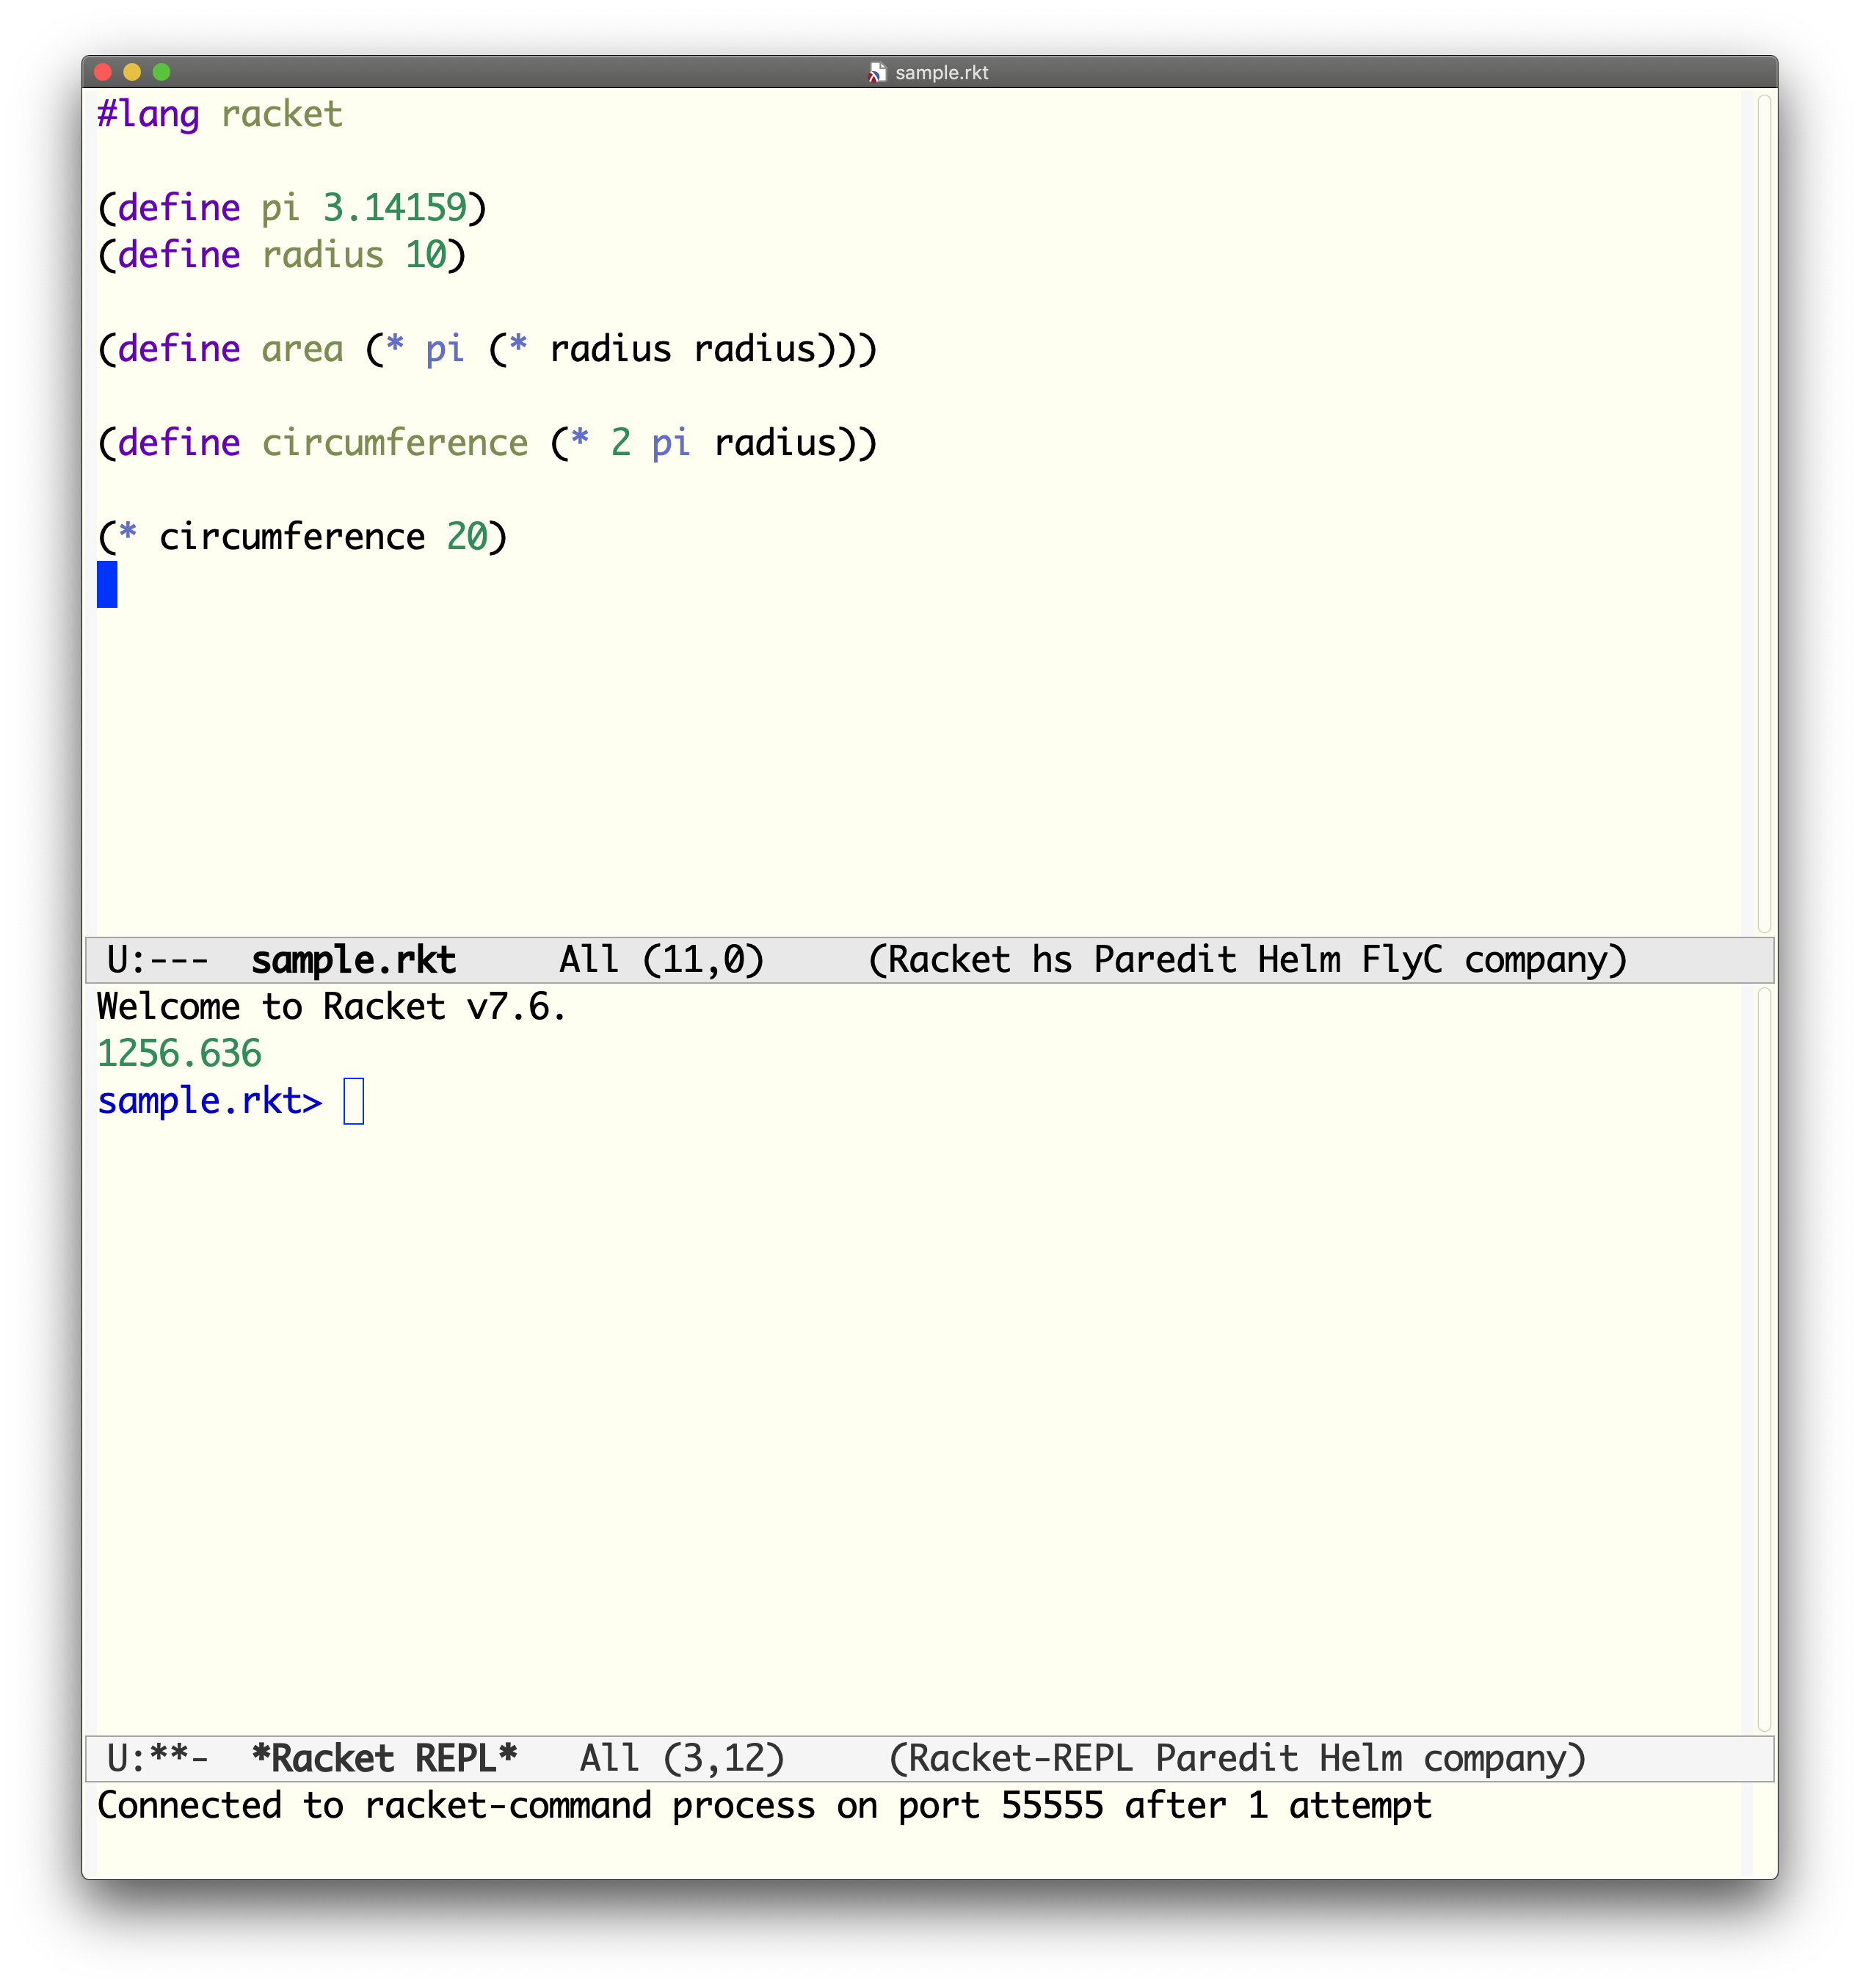 sample.rkt
#lang racket
(define pi 3.14159)
(define radius 10)
(define area (* pi (* radius radius)))
(define circumference (* 2 pi radius))
(* circumference 20)
U:--- sample.rkt All (11,0) (Racket hs Paredit Helm FlyC company)
Welcome to Racket v7.6.
1256.636
sample.rkt>
U:**- *Racket REPL* All (3,12) (Racket-REPL Paredit Helm company)
Connected to racket-command process on port 55555 after 1 attempt